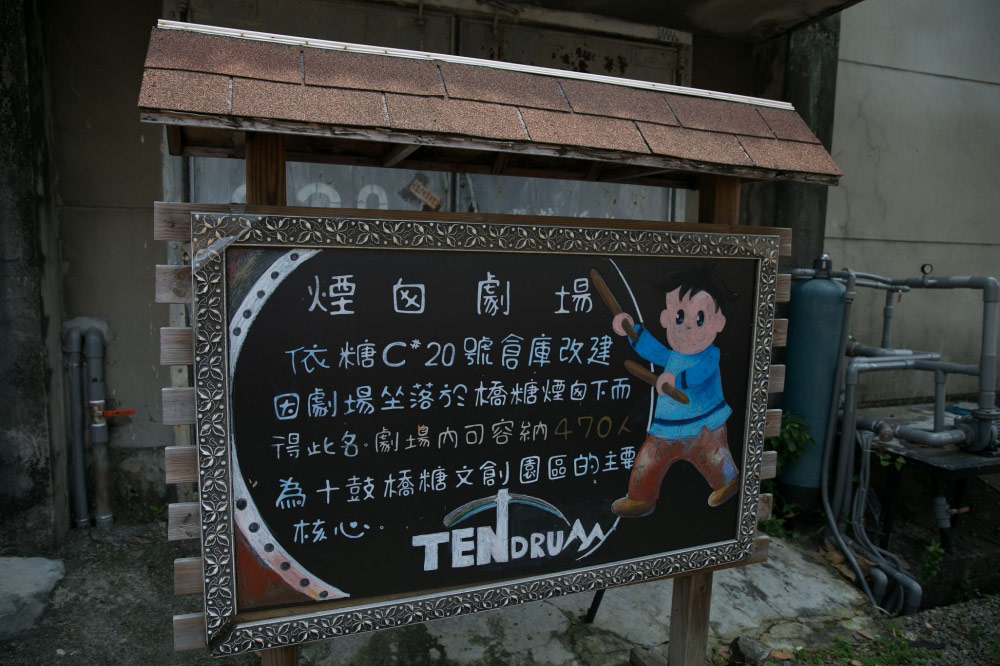 煙囪劇場
依糖C#20號倉庫改建
因劇場坐落於橋糖煙囪下而
得此名.劇場內可容納470人
為十鼓橋糖文創園區的主要
核心。
TENDRUM